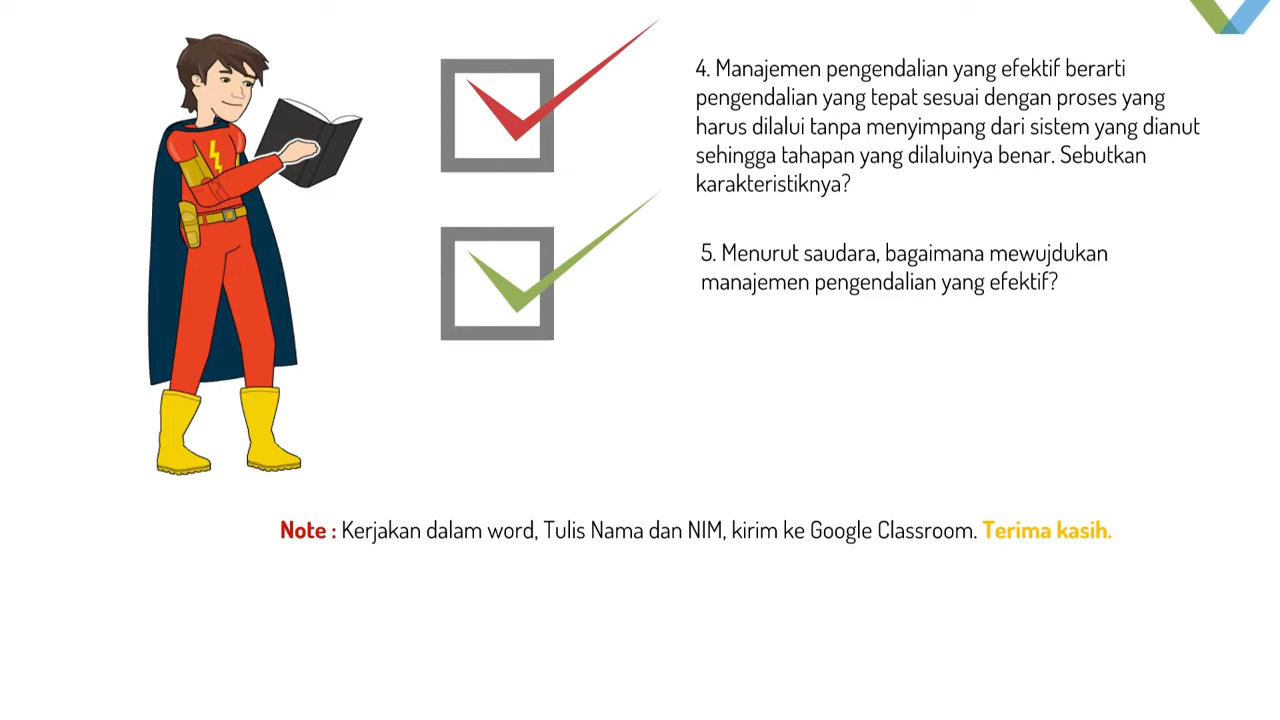 4. Manajemen pengendalian yang efektif berarti
pengendalian yang tepat sesuai dengan proses yang
harus dilalui tanpa menyimpang dari sistem yang dianut
sehingga tahapan yang dilaluinya benar. Sebutkan
karakteristiknya?
5. Menurut saudara, bagaimana mewujdukan
manajemen pengendalian yang efektif?
Note : Kerjakan dalam word, Tulis Nama dan NIM, kirim ke Google Classroom. Terima kasih.